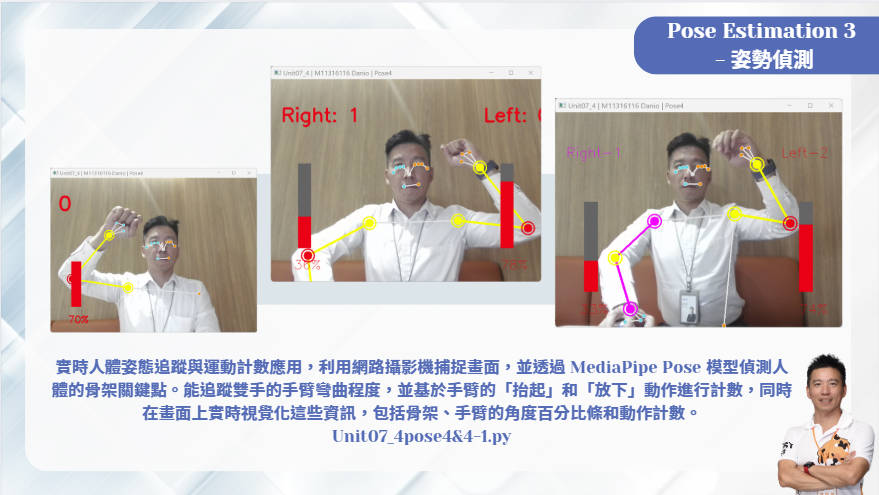 Pose Estimation 3
– 姿勢偵測
Unit07_4 | M11316116 Danio | Pose4
Right: 1
Left:
36%
70%
Unit07_4 | M11316116 Danio | Pose4
Right-1
Left-2
Unit07_4 | M11316116 Danio | Pose4
0
70%
實時人體姿態追蹤與運動計數應用，利用網路攝影機捕捉畫面，並透過 MediaPipe Pose 模型偵測人
體的骨架關鍵點。能追蹤雙手的手臂彎曲程度，並基於手臂的「抬起」和「放下」動作進行計數，同時
在畫面上實時視覺化這些資訊，包括骨架、手臂的角度百分比條和動作計數。
Unit07_4pose4&4-1.py